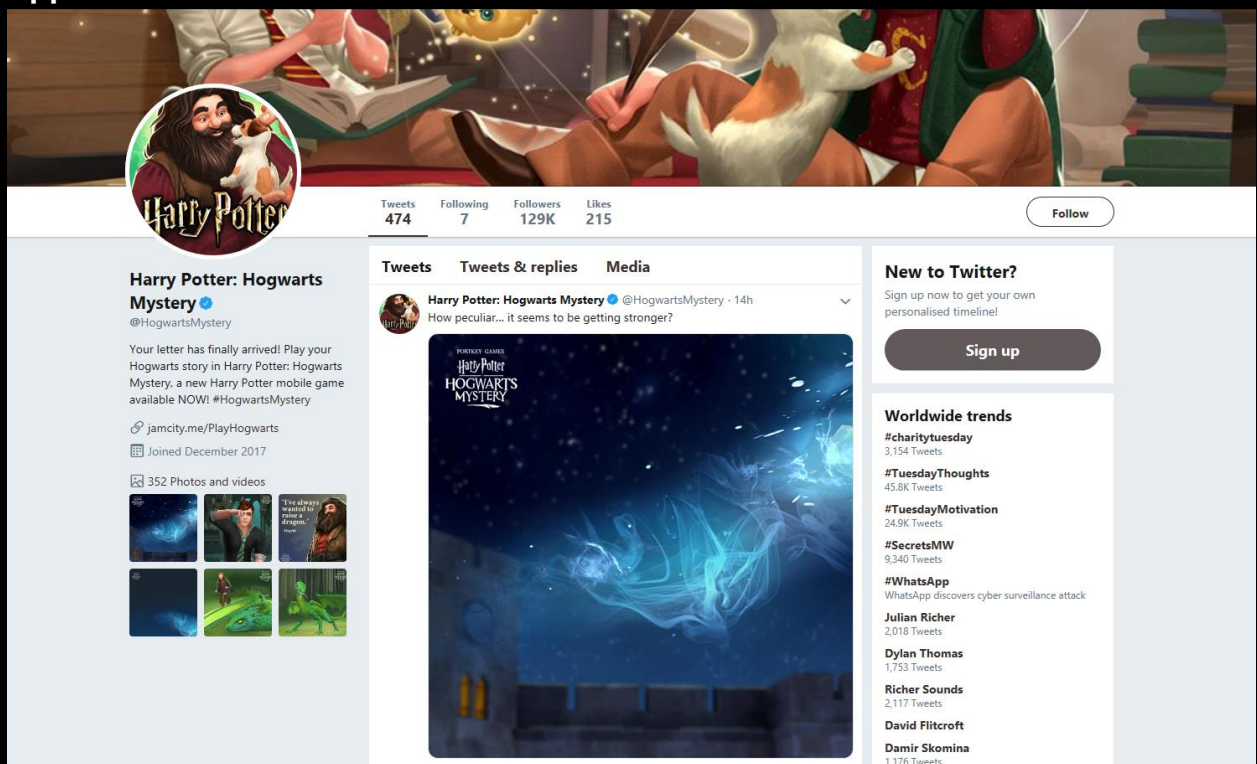 Harry Potter
Tweets
474
Following
7
Followers
129K
Likes
215
Follow
Harry Potter: Hogwarts
Mystery
@HogwartsMystery
Your letter has finally arrived! Play your
Hogwarts story in Harry Potter: Hogwarts
Mystery, a new Harry Potter mobile game
available NOW! #HogwartsMystery
jamcity.me/PlayHogwarts
Joined December 2017
352 Photos and videos
"I've always
wanted to
raise a
dragon."
Tweets Tweets & replies Media
Harry Potter: Hogwarts Mystery @HogwartsMystery · 14h
How peculiar... it seems to be getting stronger?
PORTKEY GAMES
Harry Potter
HOGWARTS
MYSTERY
New to Twitter?
Sign up now to get your own
personalised timeline!
Sign up
Worldwide trends
#charitytuesday
3,154 Tweets
#TuesdayThoughts
45.8K Tweets
#TuesdayMotivation
24.9K Tweets
#SecretsMW
9,340 Tweets
#WhatsApp
WhatsApp discovers cyber surveillance attack
Julian Richer
2,018 Tweets
Dylan Thomas
1,753 Tweets
Richer Sounds
2,117 Tweets
David Flitcroft
Damir Skomina
1,176 Tweets